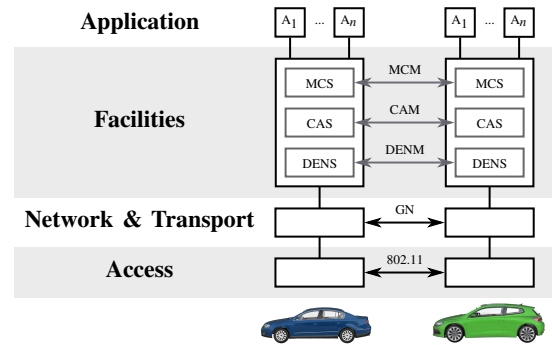 Application A1 ... An A1 ... An
MCS MCM MCS
Facilities CAS CAM CAS
DENS DENM DENS
Network & Transport GN
Access 802.11